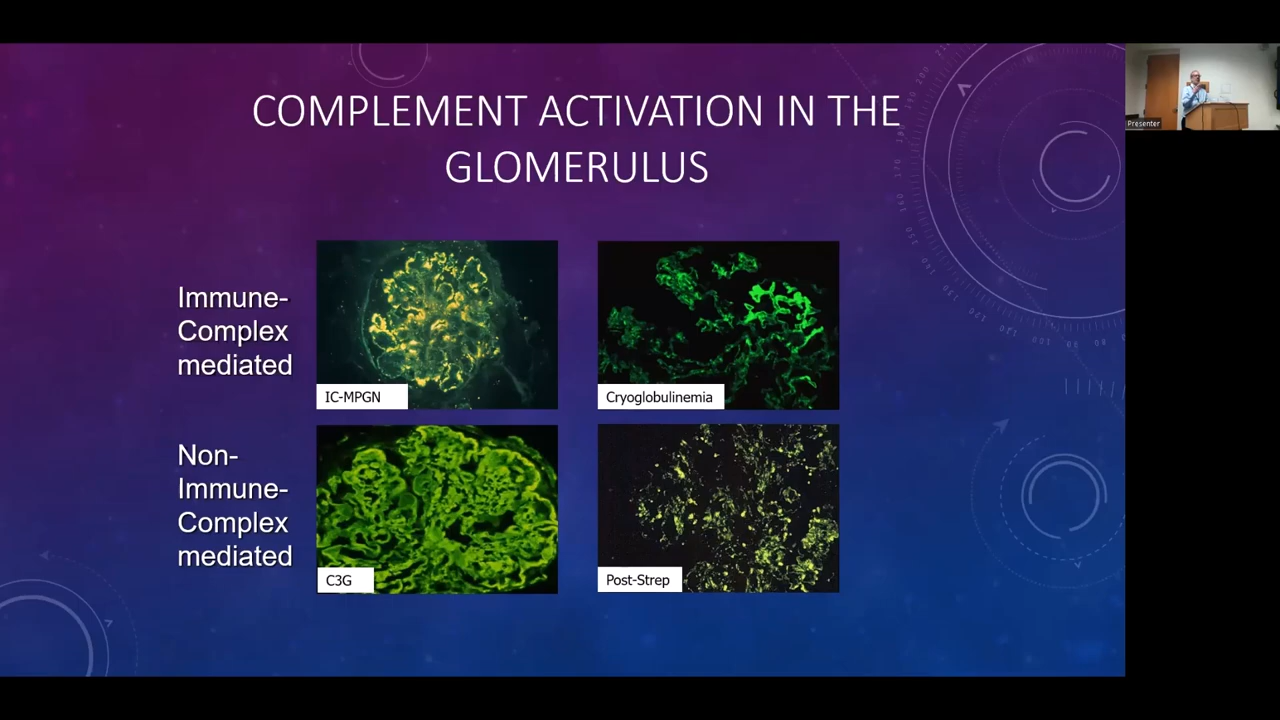 COMPLEMENT ACTIVATION IN THE
GLOMERULUS
Immune-
Complex
mediated
IC-MPGN
Cryoglobulinemia
Non-
Immune-
Complex
mediated
C3G
Post-Strep
Presenter